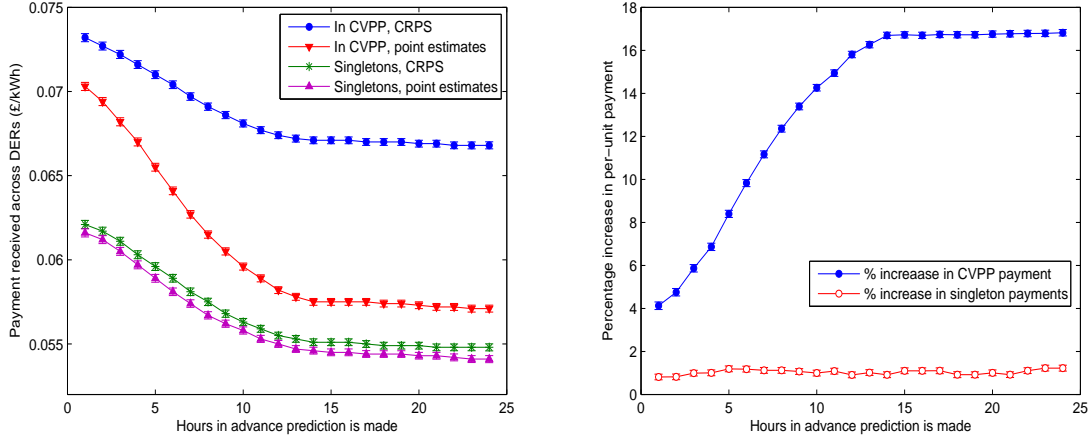 In CVPP, CRPS
In CVPP, point estimates
Singletons, CRPS
Singletons, point estimates
Payment received across DERs (£/kWh)
0.075
0.07
0.065
0.06
0.055
0 5 10 15 20 25
Hours in advance prediction is made
Percentage increase in per-unit payment
18
16
14
12
10
8
6
4
2
0
% increaase in CVPP payment
% increase in singleton payments
0 5 10 15 20 25
Hours in advance prediction is made